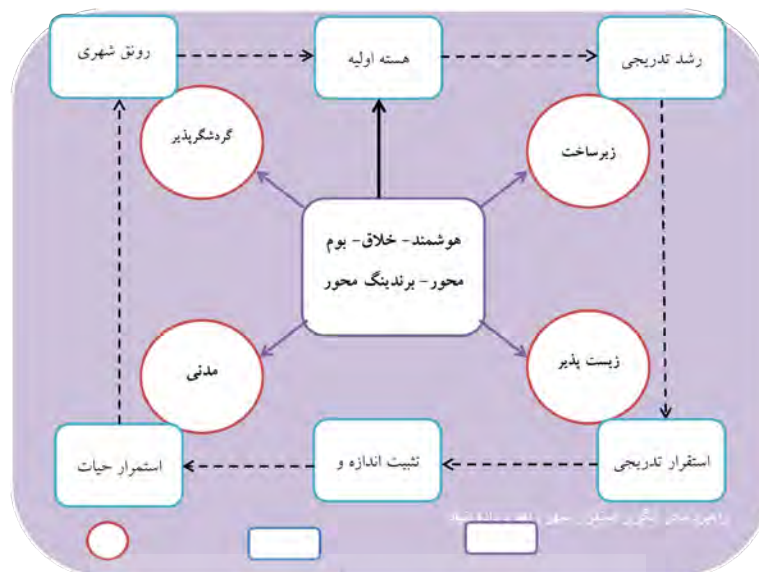 رونق شهری
هسته اولیه
رشد تدریجی
گردشگرپذیر
زیرساخت
هوشمند- خلاق- بوم
محور- برندینگ محور
مدنی
زیست پذیر
استمرار حیات
تثبیت اندازه و
استقرار تدریجی